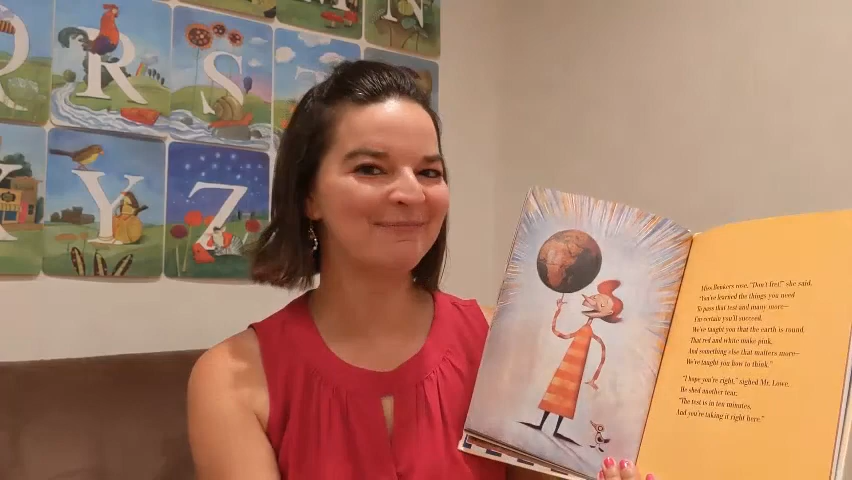 R
R
S
T
N
X
Y
Z
Miss Bonkers rose. "Don't fret!" she said.
"You've learned the things you need
To pass that test and many more—
I'm certain you'll succeed.
We've taught you that the earth is round,
That red and white make pink,
And something else that matters more—
We've taught you how to think."
"I hope you're right," sighed Mr. Lowe.
He shed another tear.
"The test is in ten minutes,
And you're taking it right here."